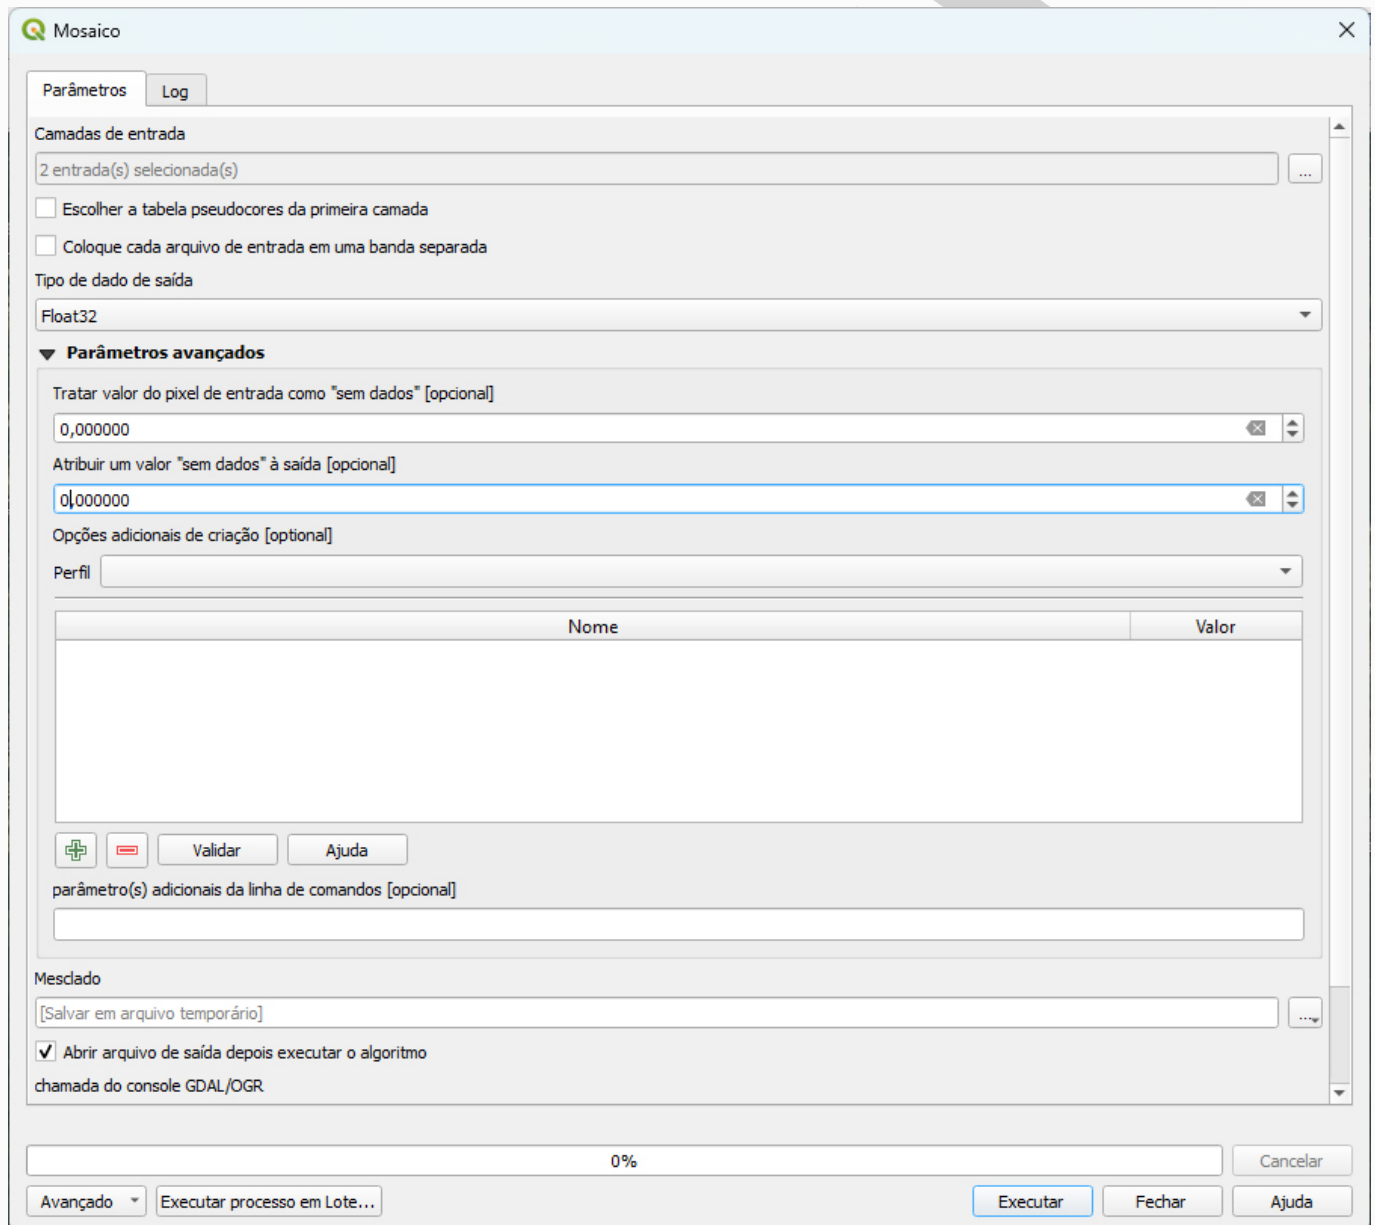 Mosaico
Parâmetros
Log
Camadas de entrada
2 entrada(s) selecionada(s)
...
Escolher a tabela pseudocores da primeira camada
Coloque cada arquivo de entrada em uma banda separada
Tipo de dado de saída
Float32
Parâmetros avançados
Tratar valor do pixel de entrada como "sem dados" [opcional]
0,000000
Atribuir um valor "sem dados" à saída [opcional]
0,000000
Opções adicionais de criação [optional]
Perfil
Nome Valor
Validar Ajuda
parâmetro(s) adicionais da linha de comandos [opcional]
Mesclado
[Salvar em arquivo temporário]
...
Abrir arquivo de saída depois executar o algoritmo
chamada do console GDAL/OGR
0%
Cancelar
Avançado Executar processo em Lote... Executar Fechar Ajuda